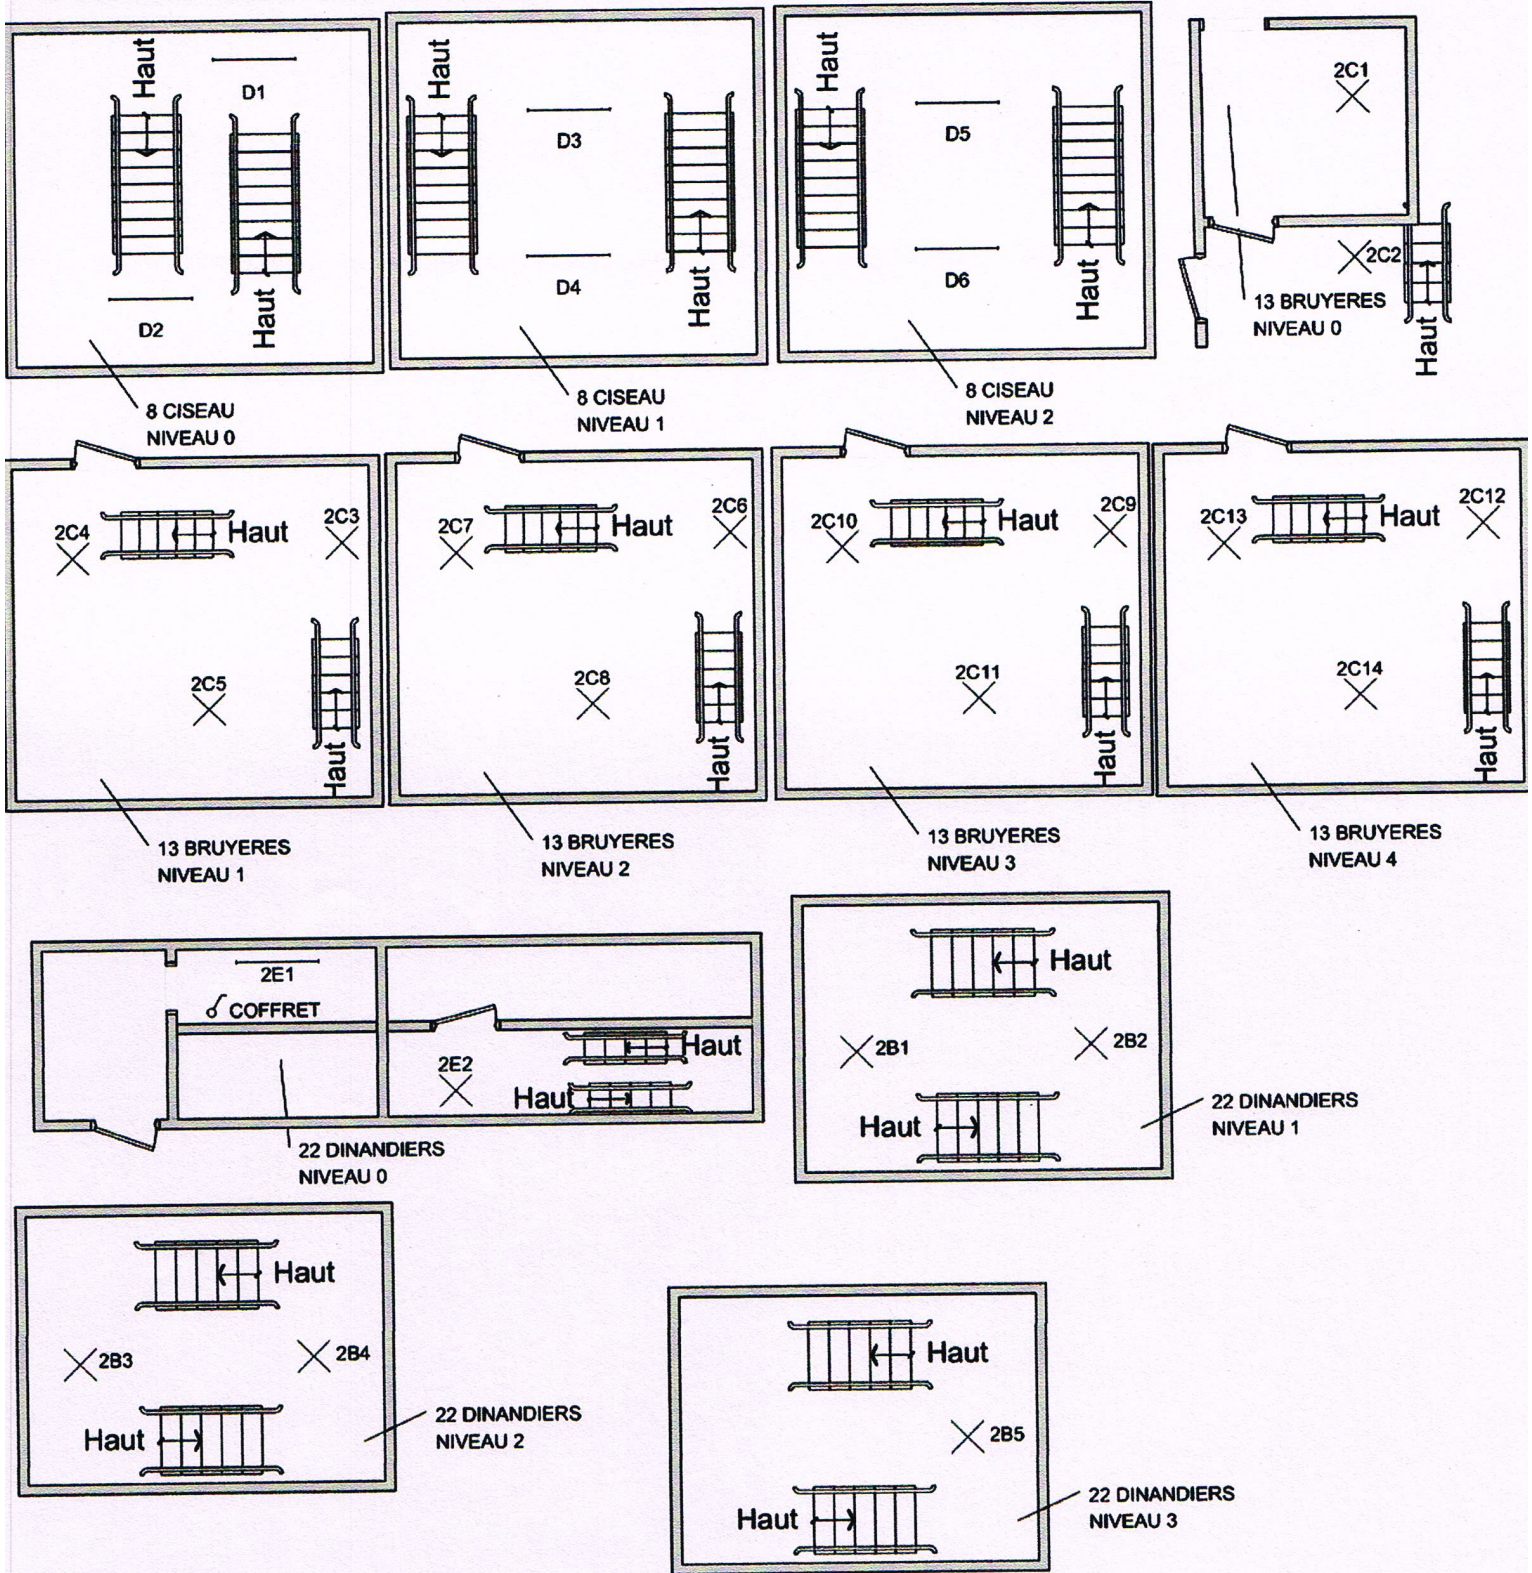 Haut
D1
D2
Haut
8 CISEAU
NIVEAU 0
Haut
D3
D4
Haut
8 CISEAU
NIVEAU 1
Haut
D5
D6
Haut
8 CISEAU
NIVEAU 2
2C1
2C2
13 BRUYERES
NIVEAU 0
Haut
2C4
Haut
2C3
2C5
Haut
13 BRUYERES
NIVEAU 1
2C7
Haut
2C6
2C8
Haut
13 BRUYERES
NIVEAU 2
2C10
Haut
2C9
2C11
Haut
13 BRUYERES
NIVEAU 3
2C13
Haut
2C12
2C14
Haut
13 BRUYERES
NIVEAU 4
2E1
COFFRET
2E2
Haut
Haut
22 DINANDIERS
NIVEAU 0
Haut
2B1
2B2
Haut
22 DINANDIERS
NIVEAU 1
Haut
2B3
2B4
Haut
22 DINANDIERS
NIVEAU 2
Haut
2B5
Haut
22 DINANDIERS
NIVEAU 3